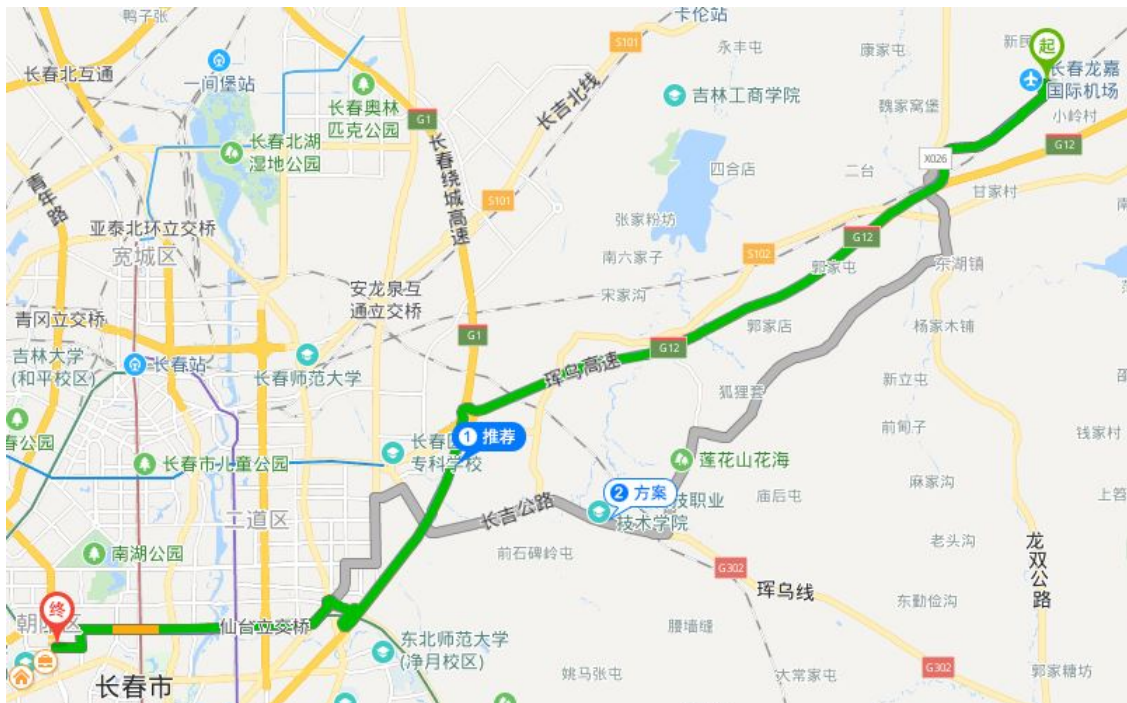 鸭子张
卡伦站
永丰屯
康家屯
新民
起
S101
长春北互通
一间堡站
长春奥林
匹克公园
G1
长吉北线
吉林工商学院
长春龙嘉
国际机场
魏家窝堡
小岭村
长春北湖
湿地公园
长春绕城高速
G12
X026
四合店
二台
青年路
S101
甘家村
亚泰北环立交桥
宽城区
张家粉坊
南六家子
S102
G12
郭家屯
东湖镇
安龙泉互
通立交桥
宋家沟
青冈立交桥
G1
郭家店
杨家木铺
吉林大学
(和平校区)
长春站
长春师范大学
G12
珲乌高速
狐狸套
新立屯
春公园
1 推荐
长春
专科学校
前甸子
钱家村
长春市儿童公园
莲花山花海
麻家沟
2 方案
技职业
技术学院
庙后屯
上
二道区
长吉公路
南湖公园
前石碑岭屯
老头沟
龙双公路
G302
珲乌线
终
朝
区
仙台立交桥
东勤俭沟
腰墙缝
东北师范大学
(净月校区)
姚马张屯
大常家屯
G302
郭家糖坊
长春市